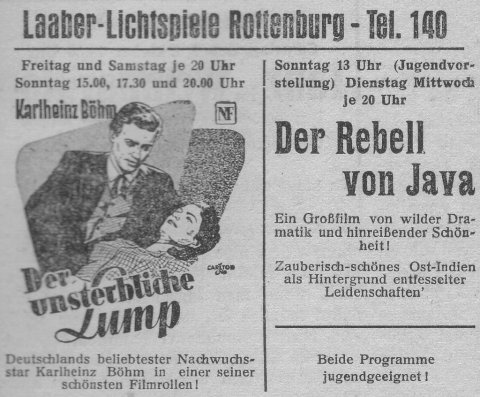 Laaber-Lichtspiele Rottenburg - Tel. 140
Freitag und Samstag je 20 Uhr
Sonntag 15.00, 17.30 und 20.00 Uhr
Karlheinz Böhm
NF
Der
unsterbliche
Lump
Deutschlands beliebtester Nachwuchs-
star Karlheinz Böhm in einer seiner
schönsten Filmrollen!
Sonntag 13 Uhr (Jugendvor-
stellung) Dienstag Mittwoch
je 20 Uhr
Der Rebell
von Java
Ein Großfilm von wilder Dra-
matik und hinreißender Schön-
heit!
Zauberisch-schönes Ost-Indien
als Hintergrund entfesselter
Leidenschaften'
Beide Programme
jugendgeeignet!